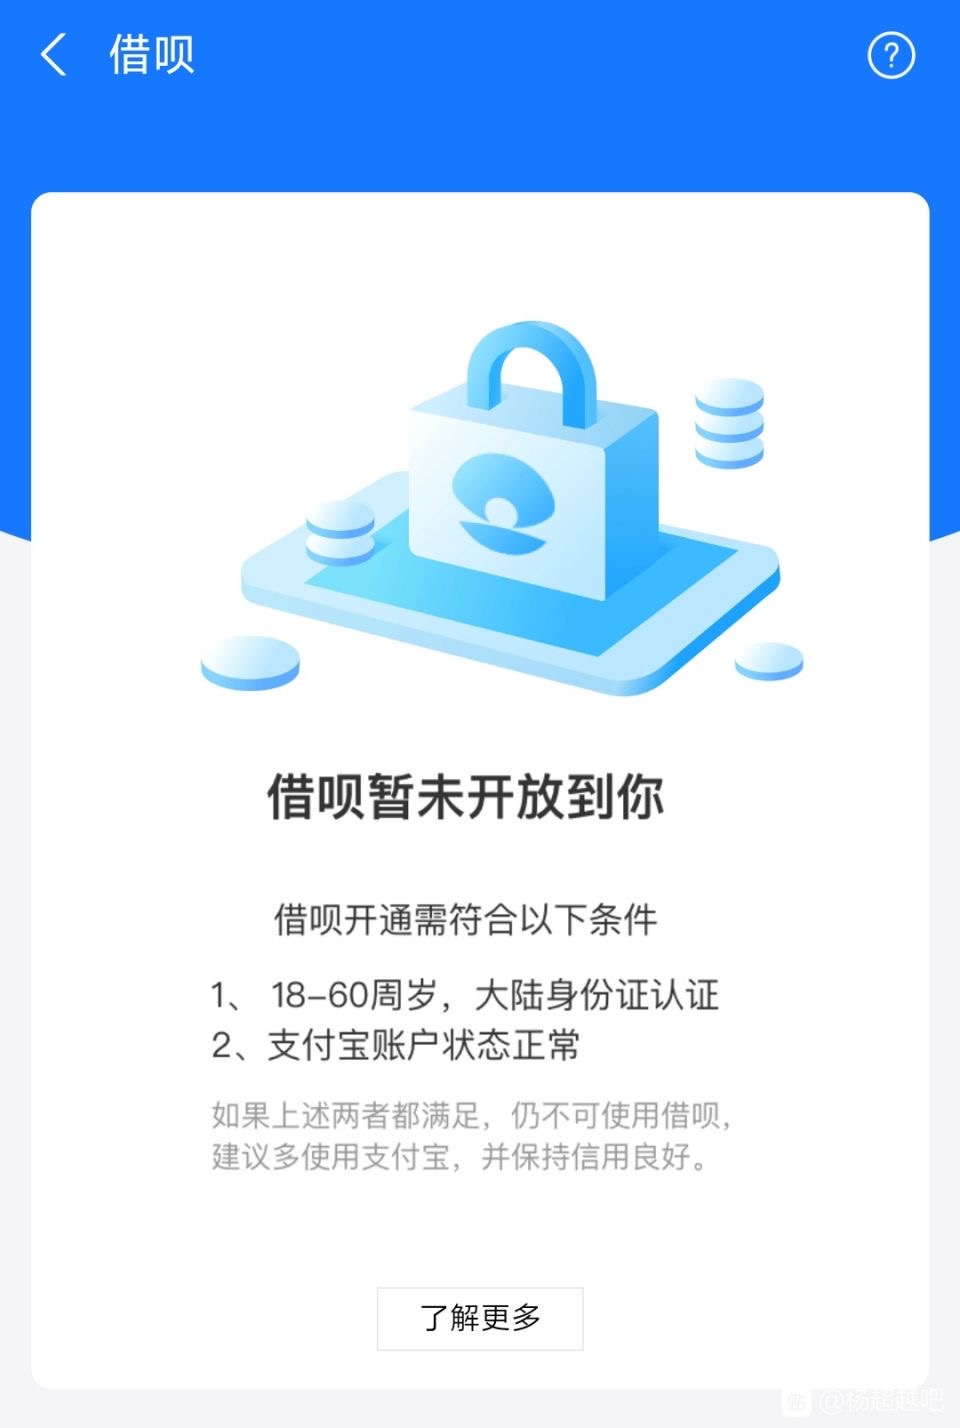 借呗
?
借呗暂未开放到你
借呗开通需符合以下条件
1、 18–60周岁，大陆身份证认证
2、支付宝账户状态正常
如果上述两者都满足，仍不可使用借呗，
建议多使用支付宝，并保持信用良好。
了解更多
贴 @杨超越吧